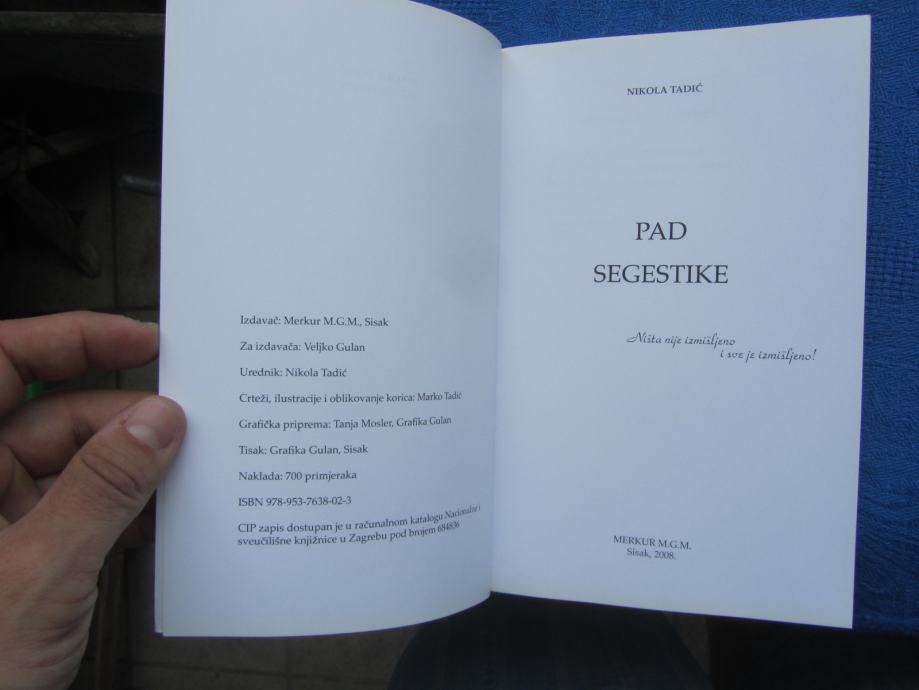 Izdavač: Merkur M.G.M., Sisak
Za izdavača: Veljko Gulan
Urednik: Nikola Tadić
Crteži, ilustracije i oblikovanje korica: Marko Tadić
Grafička priprema: Tanja Mosler, Grafika Gulan
Tisak: Grafika Gulan, Sisak
Naklada: 700 primjeraka
ISBN 978-953-7638-02-3
CIP zapis dostupan je u računalnom katalogu Nacionalne i
sveučilišne knjižnice u Zagrebu pod brojem 684836
NIKOLA TADIĆ
PAD
SEGESTIKE
Ništa nije izmišljeno
i sve je izmišljeno!
MERKUR M.G.M.
Sisak, 2008.